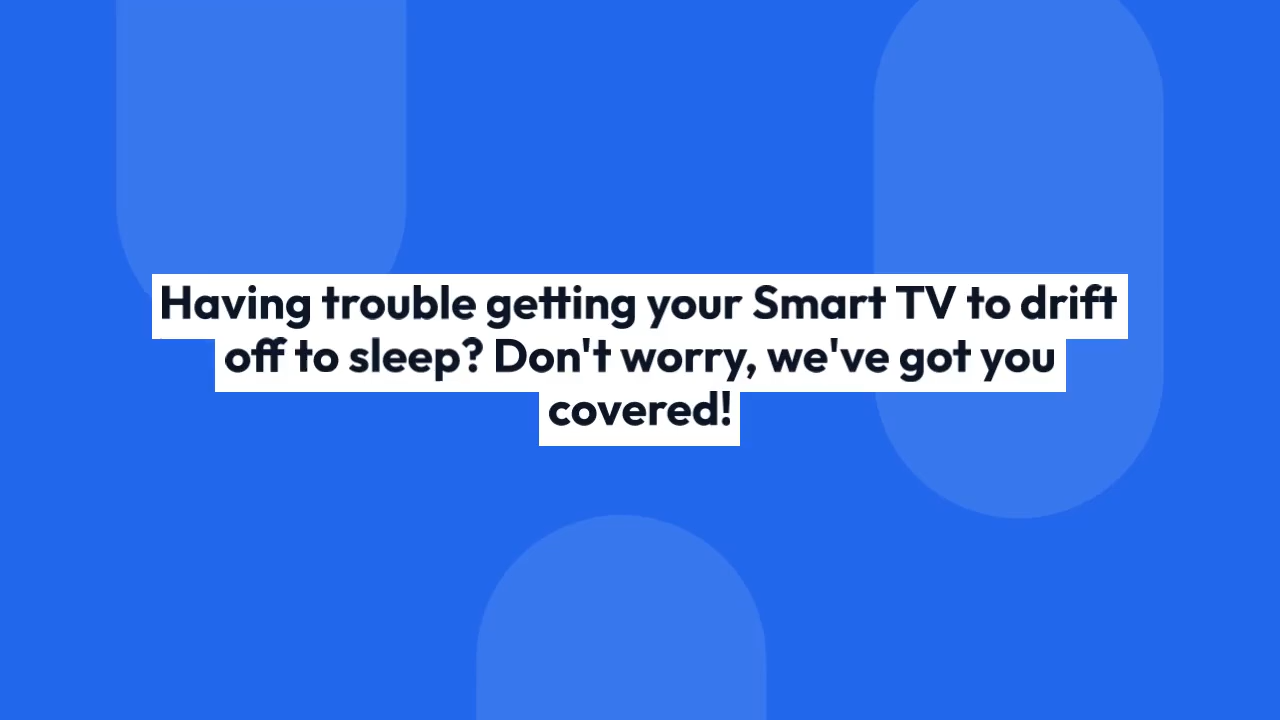 Having trouble getting your Smart TV to drift
off to sleep? Don't worry, we've got you
covered!